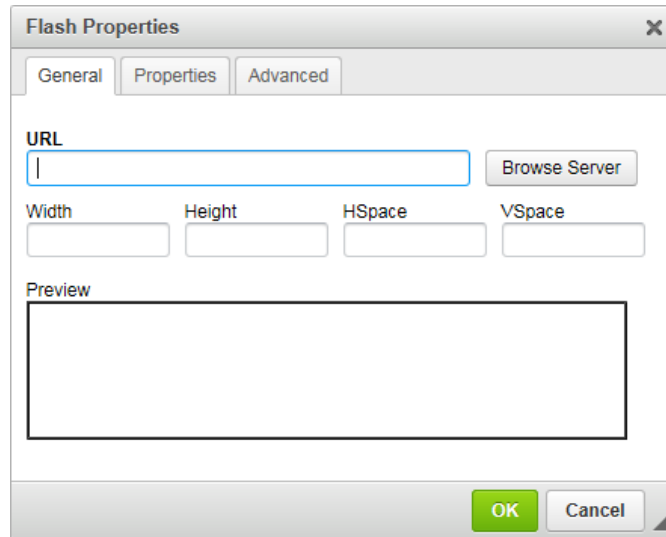 Flash Properties
General Properties Advanced
URL
Browse Server
Width Height HSpace VSpace
Preview
OK Cancel